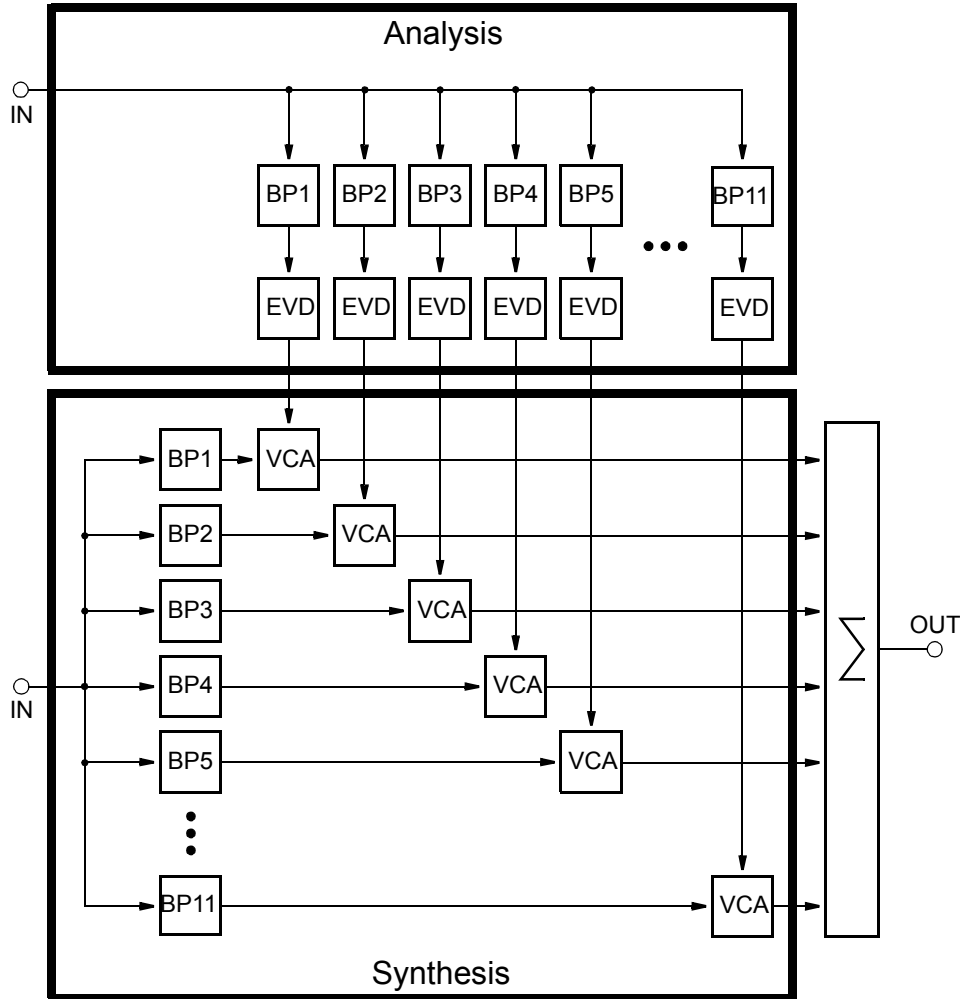 Analysis
IN
BP1 BP2 BP3 BP4 BP5 BP11
EVD EVD EVD EVD EVD EVD
BP1 VCA
BP2 VCA
BP3 VCA
∑ OUT
BP4 VCA
IN
BP5 VCA
BP11 VCA
Synthesis